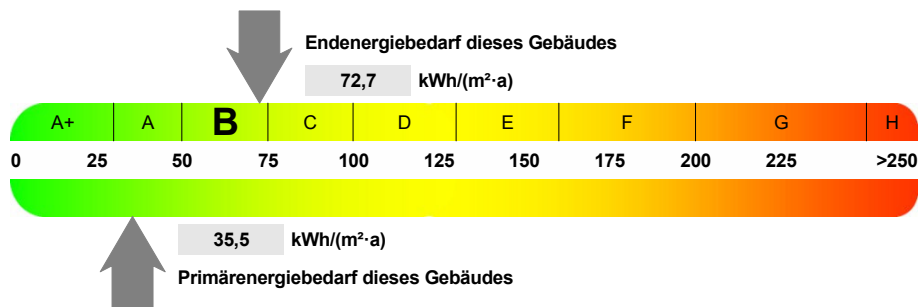 Endenergiebedarf dieses Gebäudes
72,7 kWh/(m²·a)
A+ A B C D E F G H
0 25 50 75 100 125 150 175 200 225 >250
35,5 kWh/(m²·a)
Primärenergiebedarf dieses Gebäudes